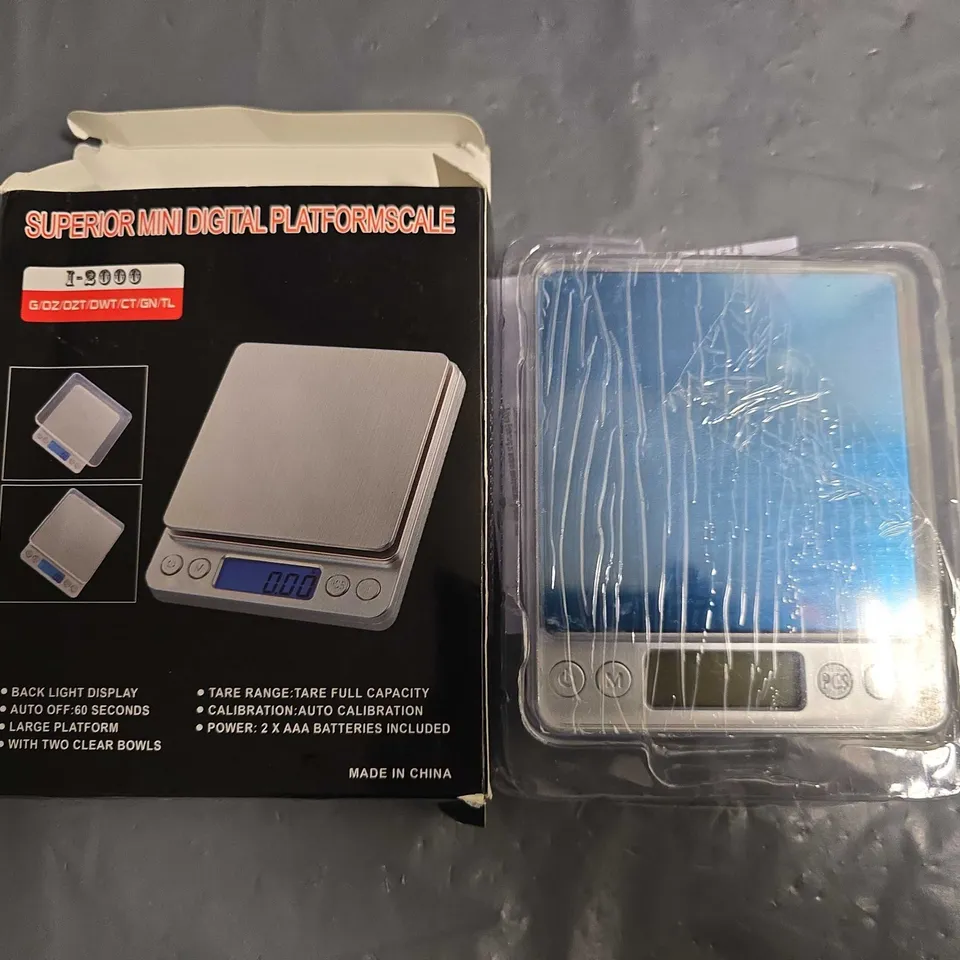 SUPERIOR MINI DIGITAL PLATFORMSCALE
I-2000
G/OZ/OZT/DWT/CT/GN/TL
M
0.00
PCS
• BACK LIGHT DISPLAY
• AUTO OFF:60 SECONDS
• LARGE PLATFORM
• WITH TWO CLEAR BOWLS
• TARE RANGE:TARE FULL CAPACITY
• CALIBRATION:AUTO CALIBRATION
• POWER: 2 X AAA BATTERIES INCLUDED
MADE IN CHINA
M
PCS